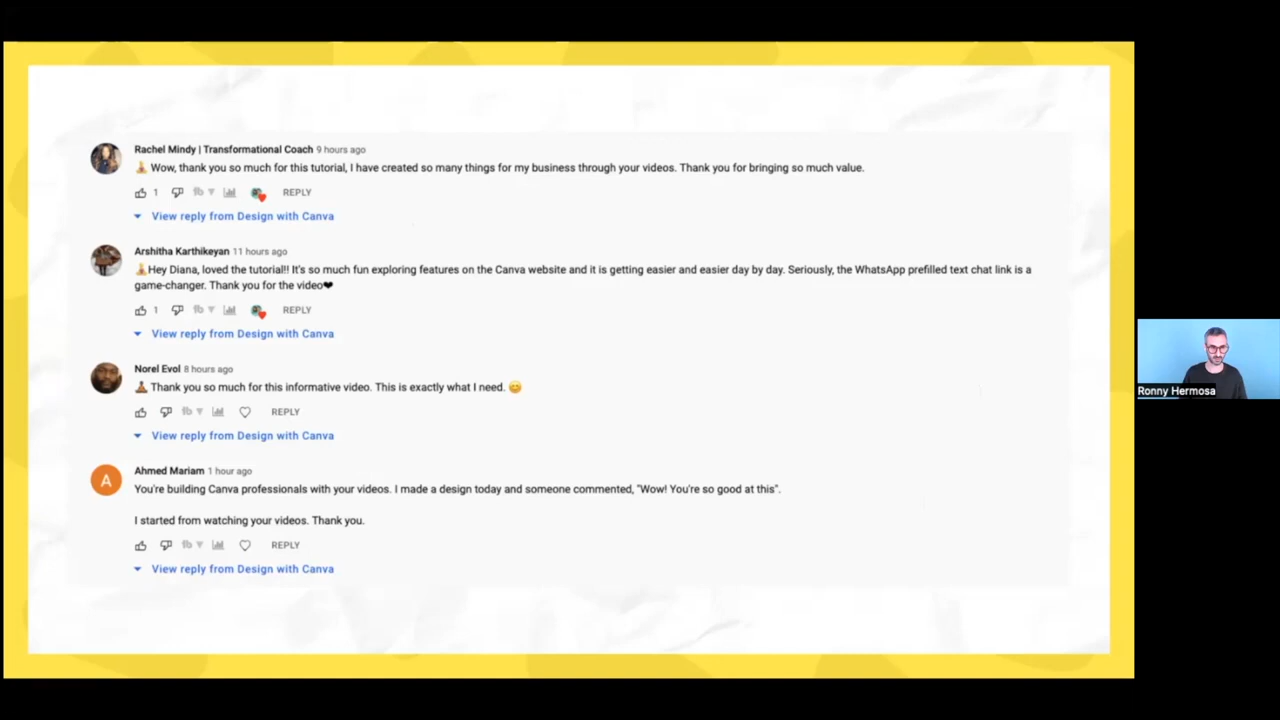 Rachel Mindy | Transformational Coach 9 hours ago
Wow, thank you so much for this tutorial, I have created so many things for my business through your videos. Thank you for bringing so much value.
1 REPLY
View reply from Design with Canva
Arshitha Karthikeyan 11 hours ago
Hey Diana, loved the tutorial!! It's so much fun exploring features on the Canva website and it is getting easier and easier day by day. Seriously, the WhatsApp prefilled text chat link is a
game-changer. Thank you for the video❤
1 REPLY
View reply from Design with Canva
Norel Evol 8 hours ago
Thank you so much for this informative video. This is exactly what I need. 😊
REPLY
View reply from Design with Canva
A
Ahmed Mariam 1 hour ago
You're building Canva professionals with your videos. I made a design today and someone commented, "Wow! You're so good at this".
I started from watching your videos. Thank you.
REPLY
View reply from Design with Canva
Ronny Hermosa